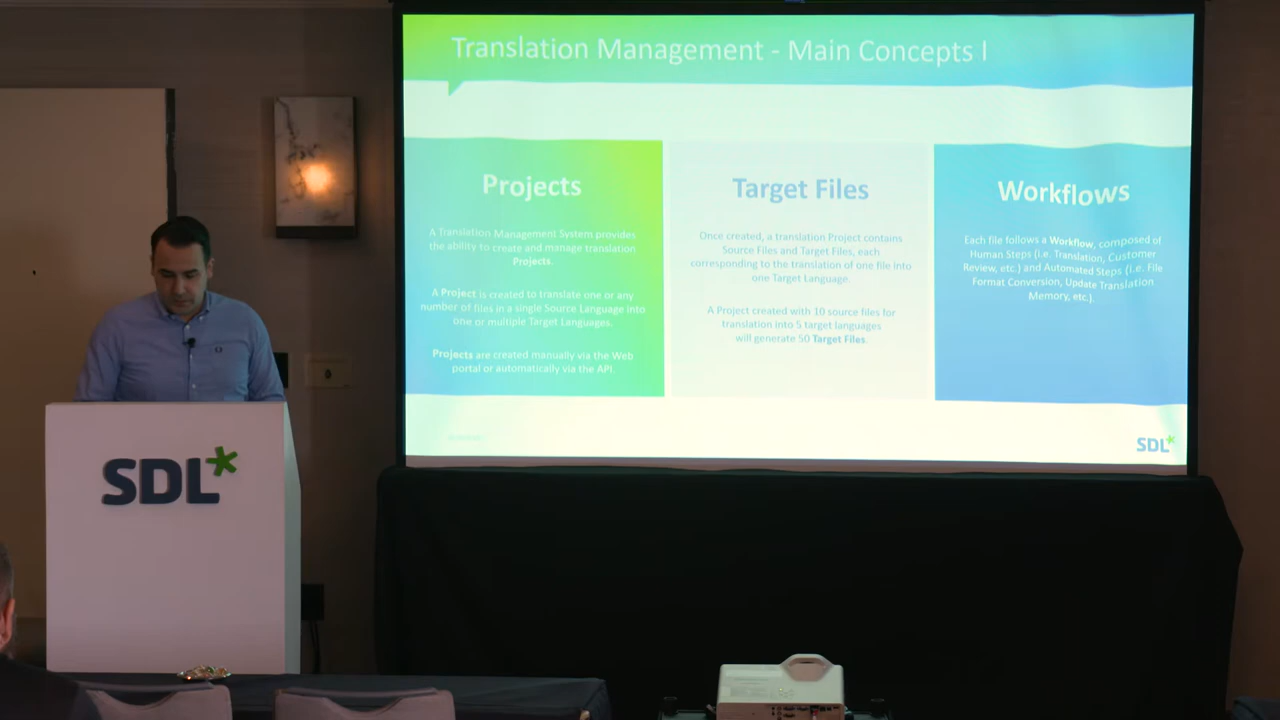 Translation Management - Main Concepts I
Projects
A Translation Management System provides
the ability to create and manage translation
Projects.
A Project is created to translate one or any
number of files in a single Source Language into
one or multiple Target Languages.
Projects are created manually via the Web
portal or automatically via the API.
Target Files
Once created, a translation Project contains
Source Files and Target Files, each
corresponding to the translation of one file into
one Target Language.
A Project created with 10 source files for
translation into 5 target languages
will generate 50 Target Files.
Workflows
Each file follows a Workflow, composed of
Human Steps (i.e. Translation, Customer
Review, etc.) and Automated Steps (i.e. File
Format Conversion, Update Translation
Memory, etc.).
SDL*
SDL*